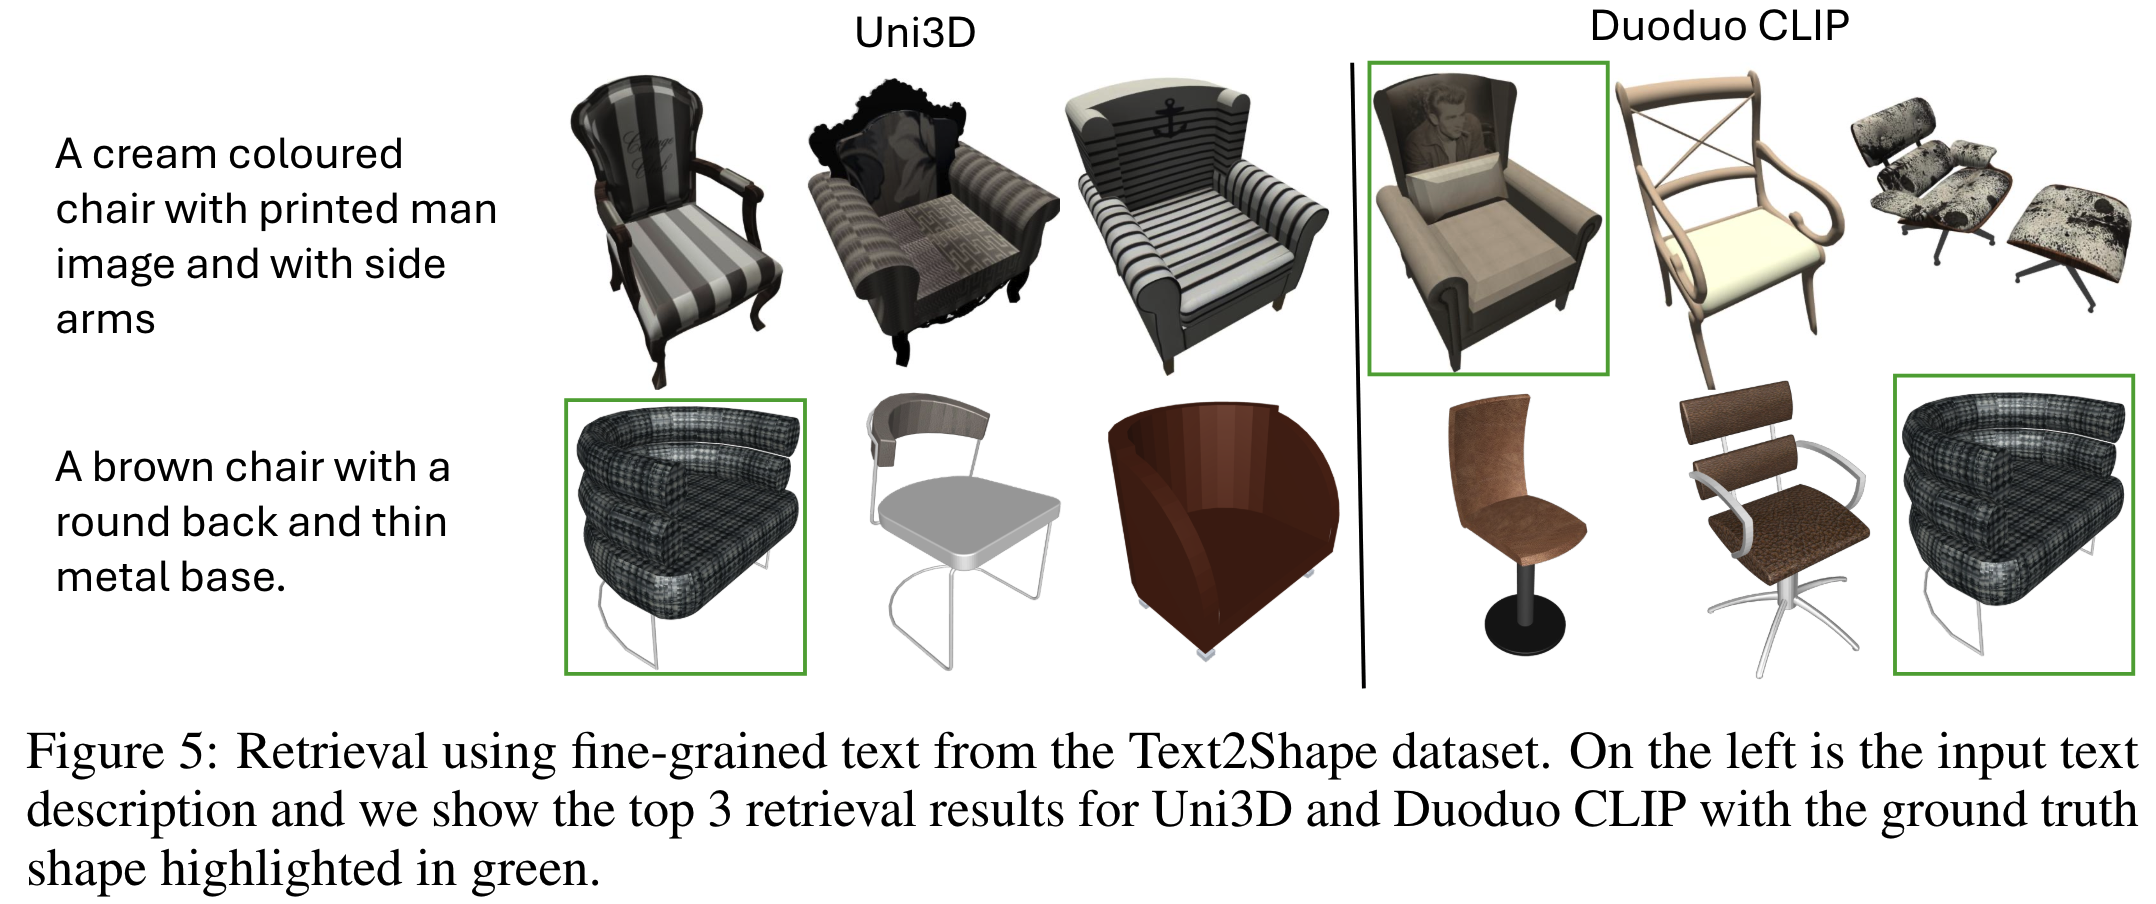 Uni3D
Duoduo CLIP
A cream coloured
chair with printed man
image and with side
arms
A brown chair with a
round back and thin
metal base.
Figure 5: Retrieval using fine-grained text from the Text2Shape dataset. On the left is the input text
description and we show the top 3 retrieval results for Uni3D and Duoduo CLIP with the ground truth
shape highlighted in green.